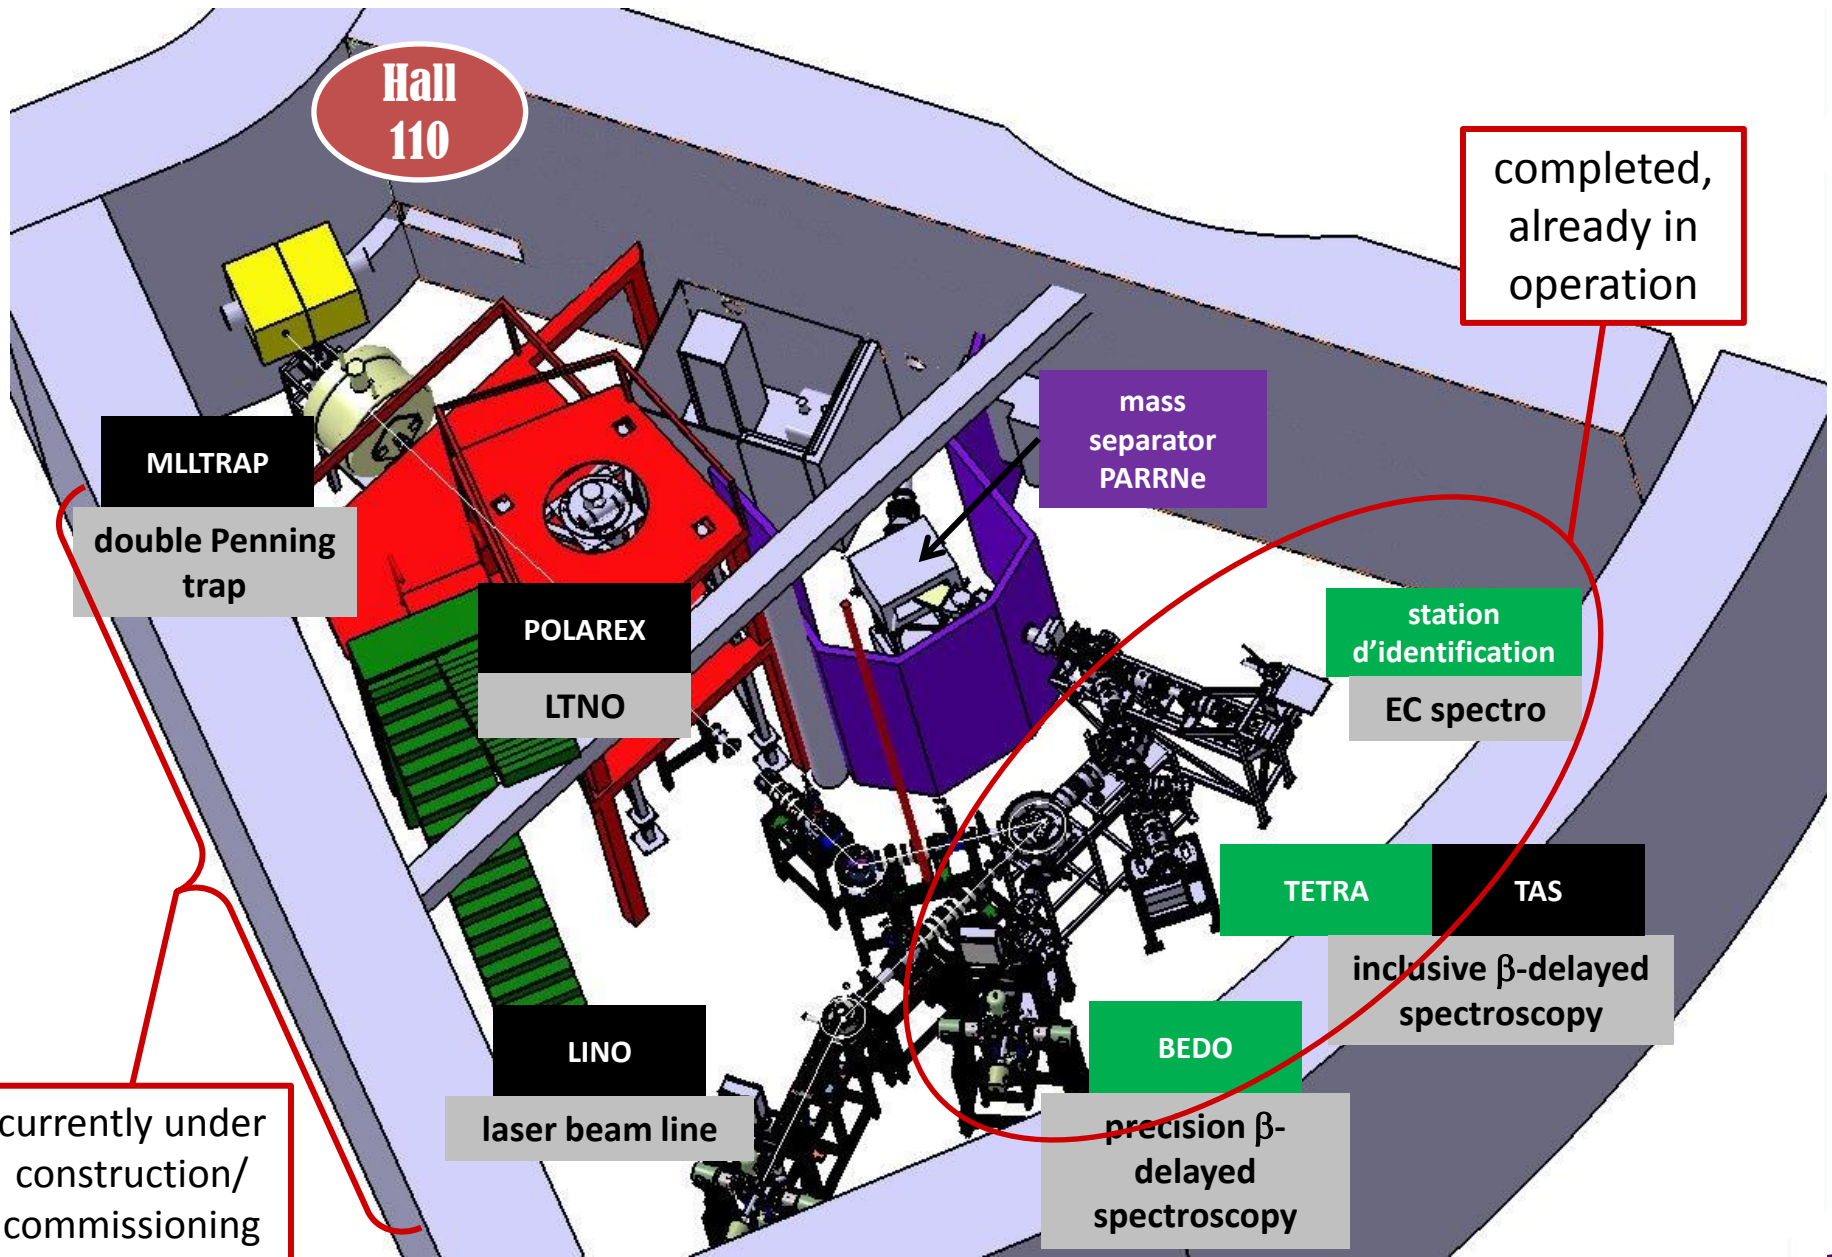 Hall
110
completed,
already in
operation
mass
separator
PARRNe
MLLTRAP
double Penning
trap
POLAREX
LTNO
station
d'identification
EC spectro
TETRA
TAS
inclusive β-delayed
spectroscopy
LINO
laser beam line
BEDO
precision β-
delayed
spectroscopy
currently under
construction/
commissioning